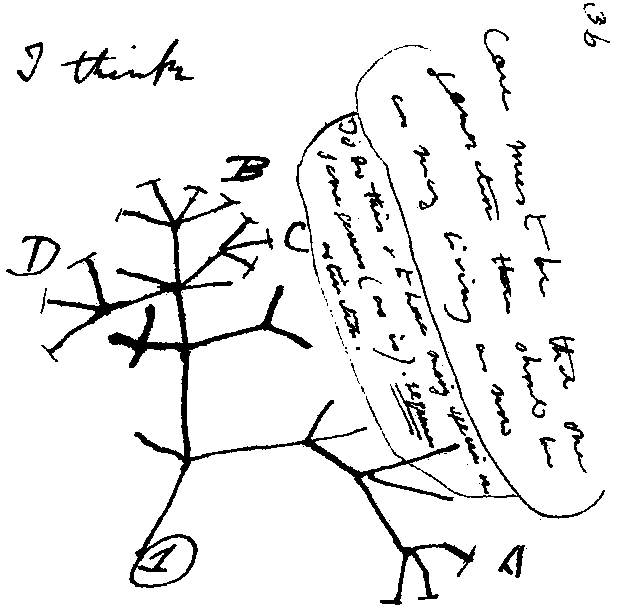 36
I think
Case must be that one
generation then should be
as many living as now
To do this & to have many species in
same genus (as is). requires
extinction.
B
C
D
A
1